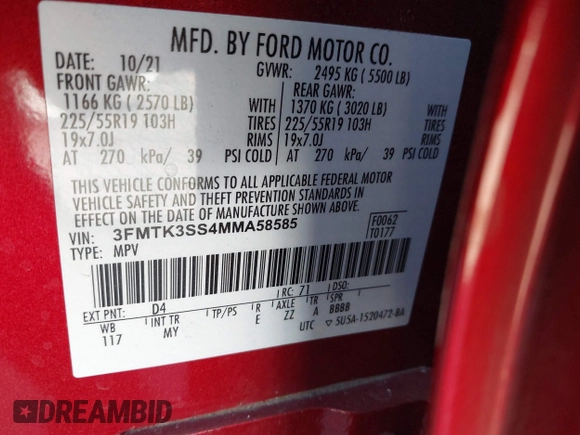 MFD. BY FORD MOTOR CO.
DATE: 10/21 GVWR: 2495 KG ( 5500 LB)
FRONT GAWR: REAR GAWR:
1166 KG ( 2570 LB) WITH 1370 KG ( 3020 LB) WITH
225/55R19 103H TIRES 225/55R19 103H TIRES
19x7.0J RIMS 19x7.0J RIMS
AT 270 kPa/ 39 PSI COLD AT 270 kPa/ 39 PSI COLD
THIS VEHICLE CONFORMS TO ALL APPLICABLE FEDERAL MOTOR
VEHICLE SAFETY AND THEFT PREVENTION STANDARDS IN
EFFECT ON THE DATE OF MANUFACTURE SHOWN ABOVE.
VIN: 3FMTK3SS4MMA58585 F0062
TYPE: MPV T0177
EXT PNT: D4 RC: 71 DSO:
WB INT TR TP/PS R AXLE TR SPR
117 MY E ZZ A BBBB
UTC SU5A-1520472-BA
DREAMBID